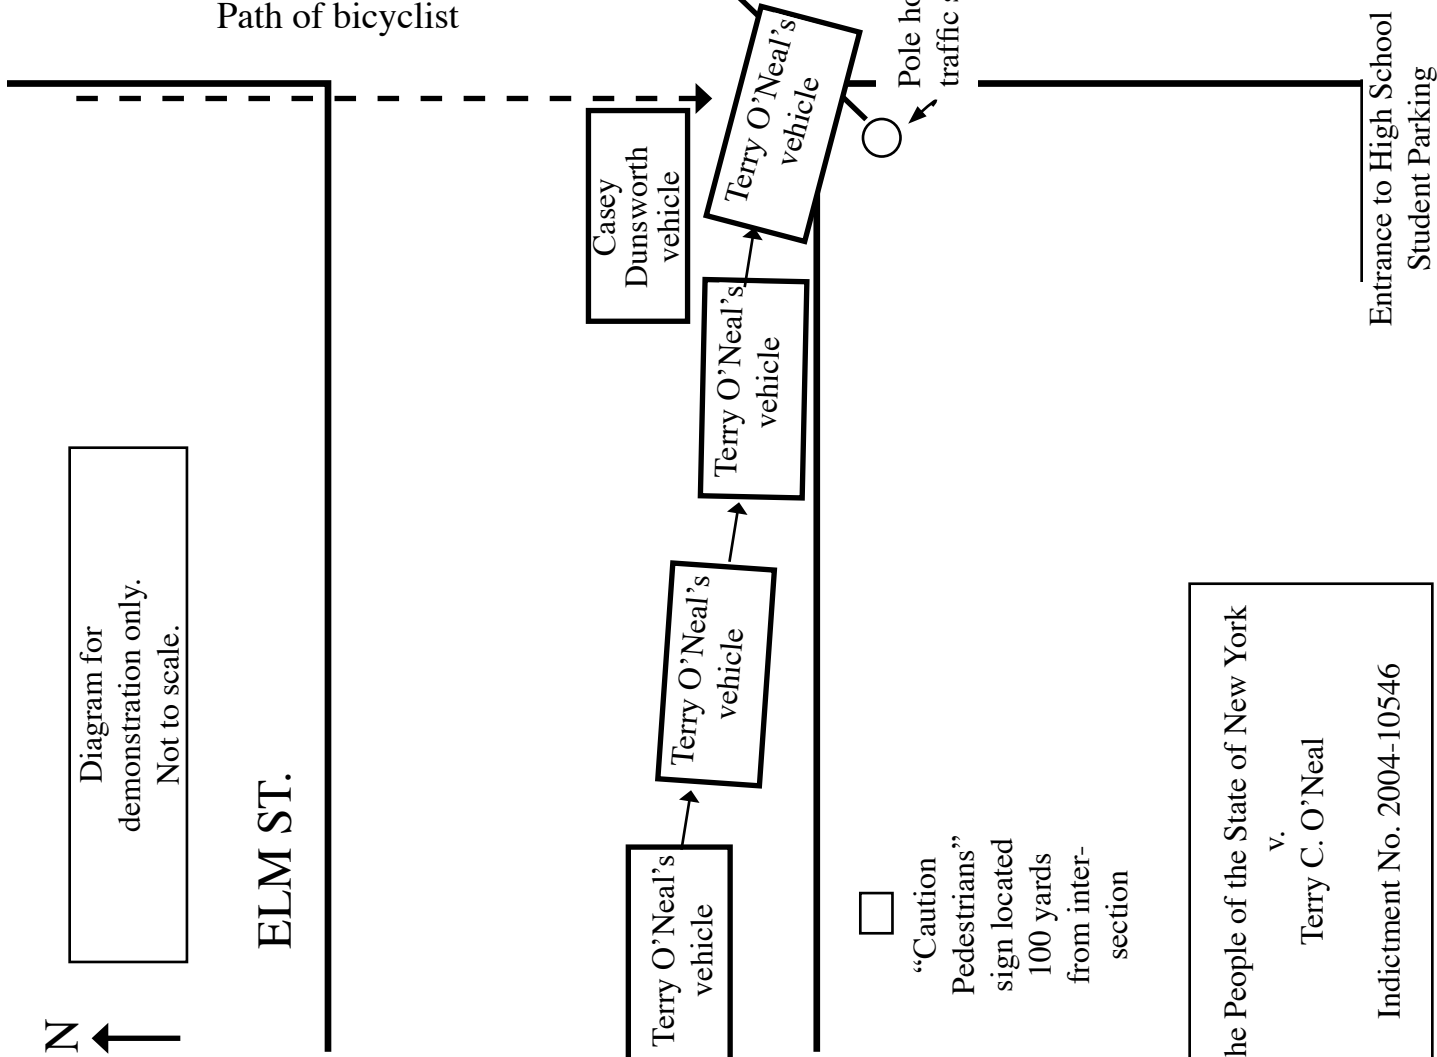 Path of bicyclist
Pole ho
traffic s
Terry O’Neal’s
vehicle
Casey
Dunsworth
vehicle
Terry O’Neal’s
vehicle
Terry O’Neal’s
vehicle
Terry O’Neal’s
vehicle
Entrance to High School
Student Parking
Diagram for
demonstration only.
Not to scale.
ELM ST.
N
“Caution
Pedestrians”
sign located
100 yards
from inter-
section
he People of the State of New York
v.
Terry C. O’Neal
Indictment No. 2004-10546